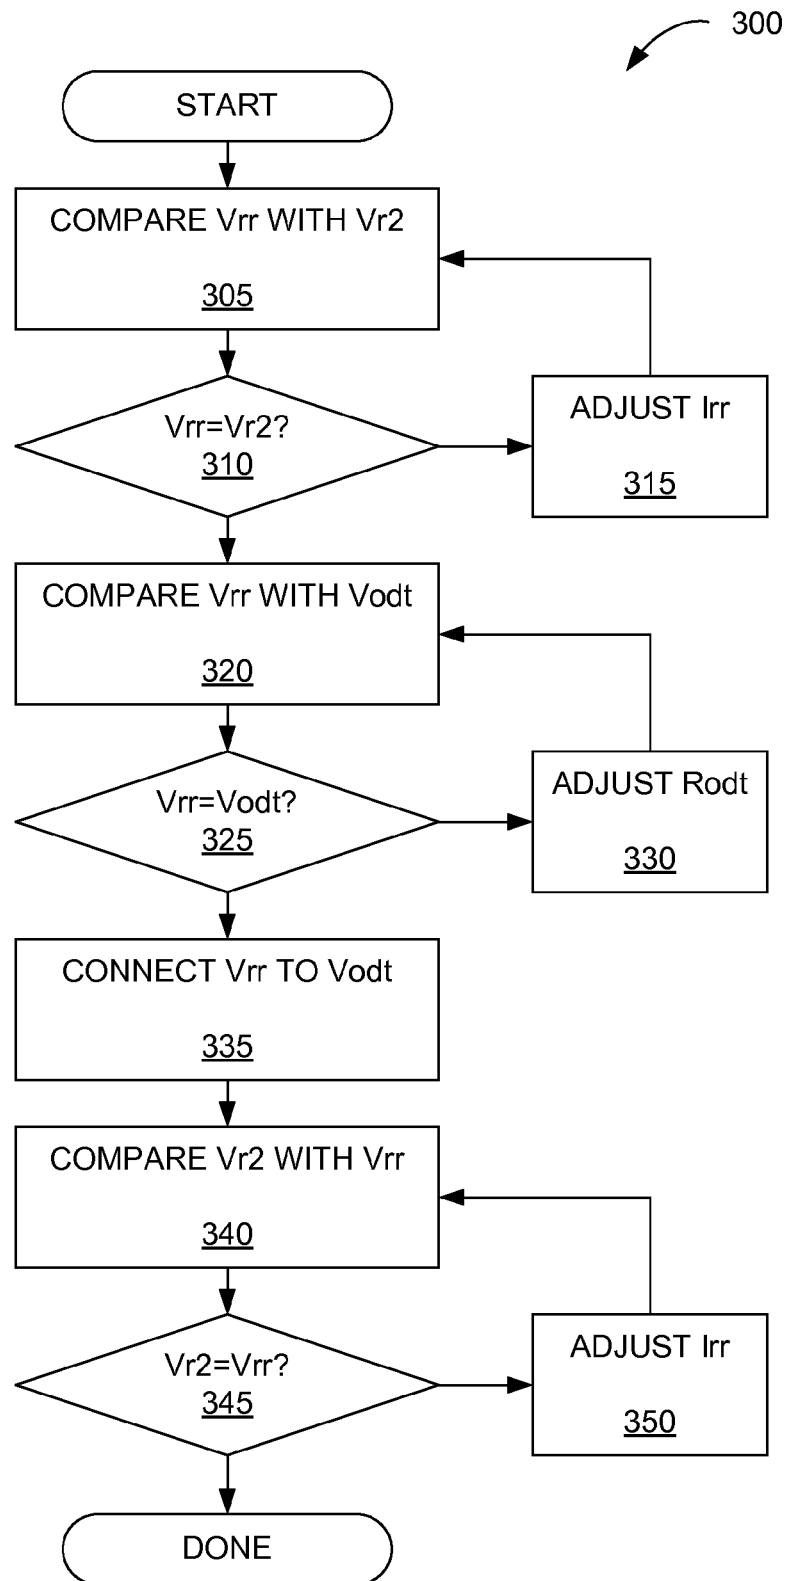 300
START
COMPARE Vrr WITH Vr2
305
Vrr=Vr2?
310
ADJUST Irr
315
COMPARE Vrr WITH Vodt
320
Vrr=Vodt?
325
ADJUST Rodt
330
CONNECT Vrr TO Vodt
335
COMPARE Vr2 WITH Vrr
340
Vr2=Vrr?
345
ADJUST Irr
350
DONE